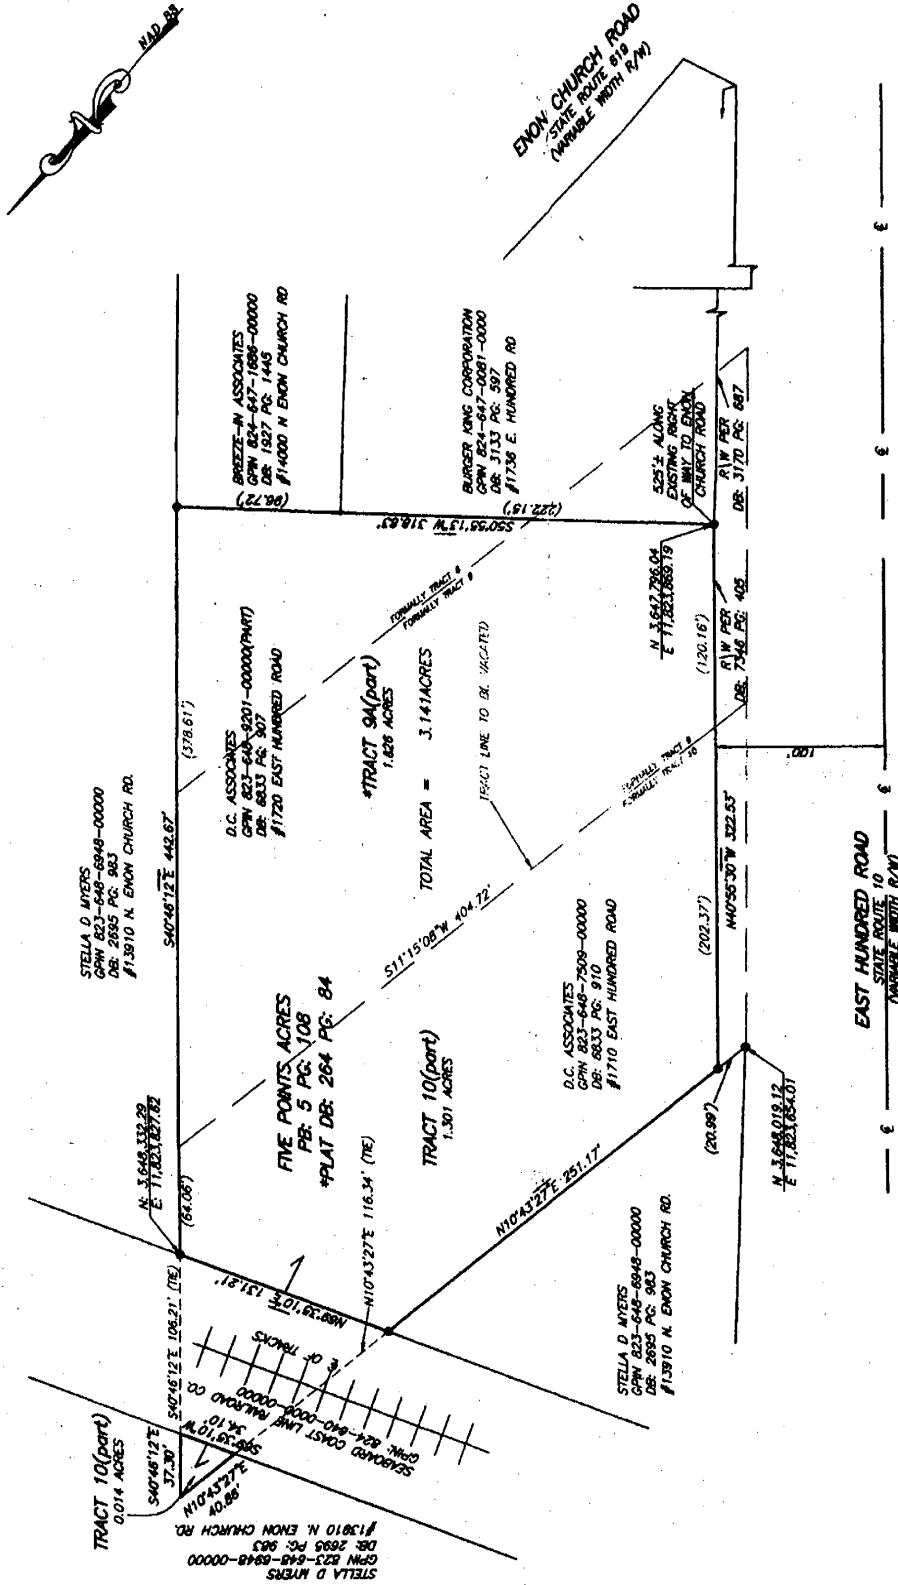 NAD 83
ENON CHURCH ROAD
STATE ROUTE 619
(VARIABLE WIDTH R/W)
STELLA D MYERS
GPIN 823-648-6948-00000
DB: 2695 PG: 983
#13910 N. ENON CHURCH RD.
BREEZE-IN ASSOCIATES
GPIN 824-647-1686-00000
DB: 1927 PG: 1445
#14000 N ENON CHURCH RD
BURGER KING CORPORATION
GPIN 824-647-0081-0000
DB: 3133 PG: 597
#1736 E. HUNDRED RD
(96.72')
S50°55'13"W 318.83'
(222.15')
525'± ALONG
EXISTING RIGHT
OF WAY TO ENON
CHURCH ROAD
R\W PER
DB: 3170 PG: 687
N 3,647,796.04
E 11,823,869.19
(120.16')
R\W PER
DB: 7346 PG: 405
100'
FORMALLY TRACT 8
FORMALLY TRACT 9
D.C. ASSOCIATES
GPIN 823-648-9201-00000(PART)
DB: 6833 PG: 907
#1720 EAST HUNDRED ROAD
(378.61')
S40°46'12"E 442.67'
*TRACT 9A(part)
1.826 ACRES
TOTAL AREA = 3.141ACRES
TRACT LINE TO BE VACATED
FORMALLY TRACT 9
FORMALLY TRACT 10
S11°15'08"W 404.72'
FIVE POINTS ACRES
PB: 5 PG: 108
*PLAT DB: 264 PG: 84
TRACT 10(part)
1.301 ACRES
D.C. ASSOCIATES
GPIN 823-648-7509-00000
DB: 6833 PG: 910
#1710 EAST HUNDRED ROAD
(202.37')
N40°56'30"W 322.53'
EAST HUNDRED ROAD
STATE ROUTE 10
(VARIABLE WIDTH R/W)
N: 3,648,332.29
E: 11,823,827.82
(64.06')
N69°35'10"E 131.21'
N10°43'27"E 116.34' (TIE)
N10°43'27"E 251.17'
(20.99')
N 3,648,019.12
E 11,823,654.01
STELLA D MYERS
GPIN 823-648-6948-00000
DB: 2695 PG: 983
#13910 N. ENON CHURCH RD.
S40°46'12"E 106.21' (TIE)
℄ OF TRACKS
SEABOARD COAST LINE RAILROAD CO.
GPIN: 824-640-0006-00000
S69°35'10"W
34.10'
TRACT 10(part)
0.014 ACRES
S40°46'12"E
37.30'
N10°43'27"E
40.86'
STELLA D MYERS
GPIN 823-648-6948-00000
DB: 2695 PG: 983
#13910 N. ENON CHURCH RD.